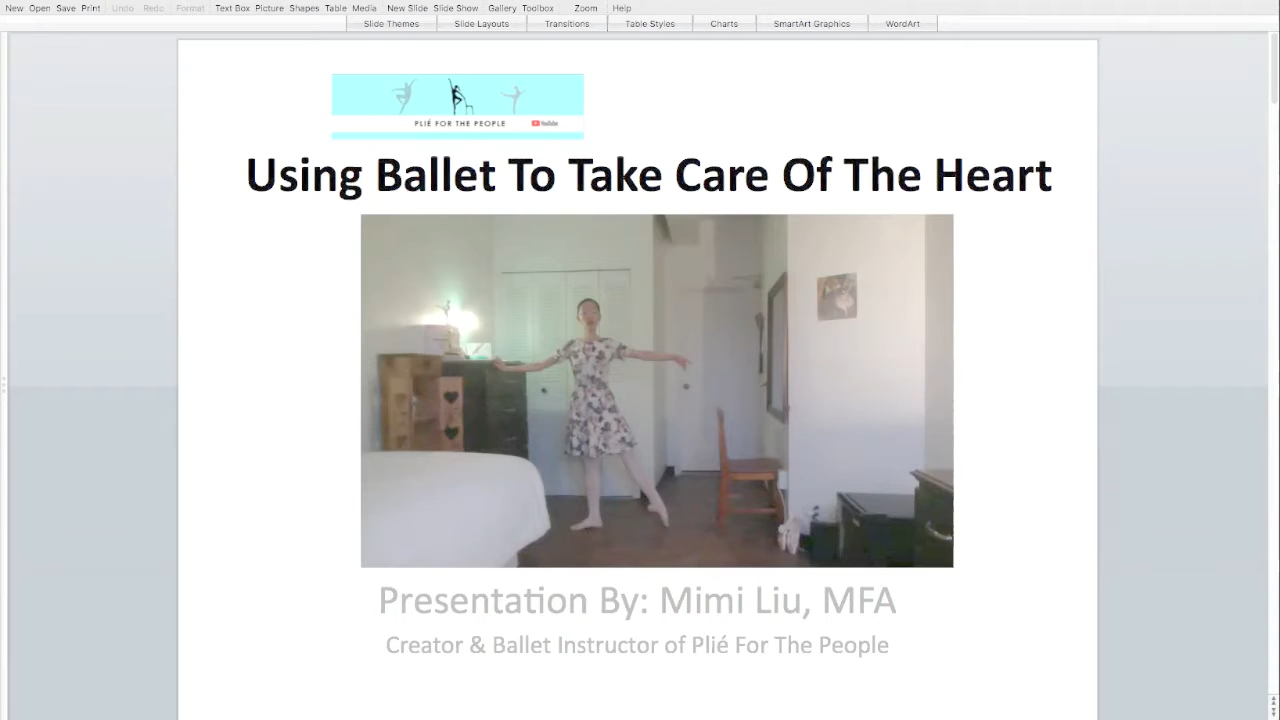 New Open Save Print Undo Redo Format Text Box Picture Shapes Table Media New Slide Slide Show Gallery Toolbox Zoom Help
Slide Themes Slide Layouts Transitions Table Styles Charts SmartArt Graphics WordArt
PLIÉ FOR THE PEOPLE YouTube
Using Ballet To Take Care Of The Heart
Presentation By: Mimi Liu, MFA
Creator & Ballet Instructor of Plié For The People